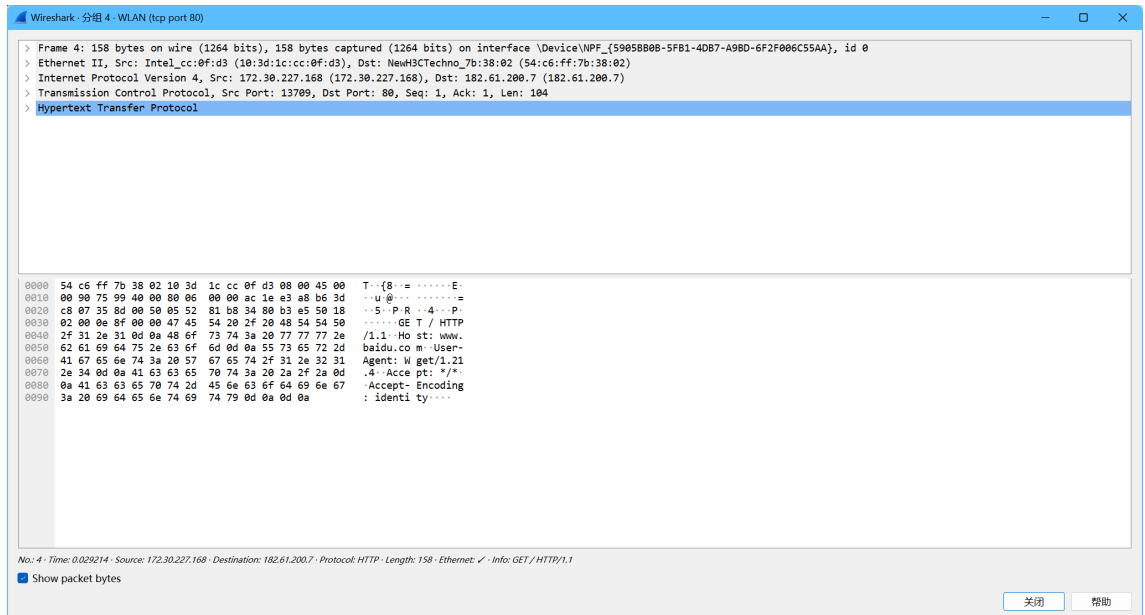 Wireshark · 分组 4 · WLAN (tcp port 80)
> Frame 4: 158 bytes on wire (1264 bits), 158 bytes captured (1264 bits) on interface \Device\NPF_{5905BB0B-5FB1-4DB7-A9BD-6F2F006C55AA}, id 0
> Ethernet II, Src: Intel_cc:0f:d3 (10:3d:1c:cc:0f:d3), Dst: NewH3CTechno_7b:38:02 (54:c6:ff:7b:38:02)
> Internet Protocol Version 4, Src: 172.30.227.168 (172.30.227.168), Dst: 182.61.200.7 (182.61.200.7)
> Transmission Control Protocol, Src Port: 13709, Dst Port: 80, Seq: 1, Ack: 1, Len: 104
> Hypertext Transfer Protocol
0000 54 c6 ff 7b 38 02 10 3d 1c cc 0f d3 08 00 45 00 T··{8··= ······E·
0010 00 90 75 99 40 00 80 06 00 00 ac 1e e3 a8 b6 3d ··u·@··· ·······=
0020 c8 07 35 8d 00 50 05 52 81 b8 34 80 b3 e5 50 18 ··5··P·R ··4···P·
0030 02 00 0e 8f 00 00 47 45 54 20 2f 20 48 54 54 50 ······GE T / HTTP
0040 2f 31 2e 31 0d 0a 48 6f 73 74 3a 20 77 77 77 2e /1.1··Ho st: www.
0050 62 61 69 64 75 2e 63 6f 6d 0d 0a 55 73 65 72 2d baidu.co m··User-
0060 41 67 65 6e 74 3a 20 57 67 65 74 2f 31 2e 32 31 Agent: W get/1.21
0070 2e 34 0d 0a 41 63 63 65 70 74 3a 20 2a 2f 2a 0d .4··Acce pt: */*·
0080 0a 41 63 63 65 70 74 2d 45 6e 63 6f 64 69 6e 67 ·Accept- Encoding
0090 3a 20 69 64 65 6e 74 69 74 79 0d 0a 0d 0a : identi ty····
No.: 4 · Time: 0.029214 · Source: 172.30.227.168 · Destination: 182.61.200.7 · Protocol: HTTP · Length: 158 · Ethernet: ✓ · Info: GET / HTTP/1.1
Show packet bytes
关闭 帮助